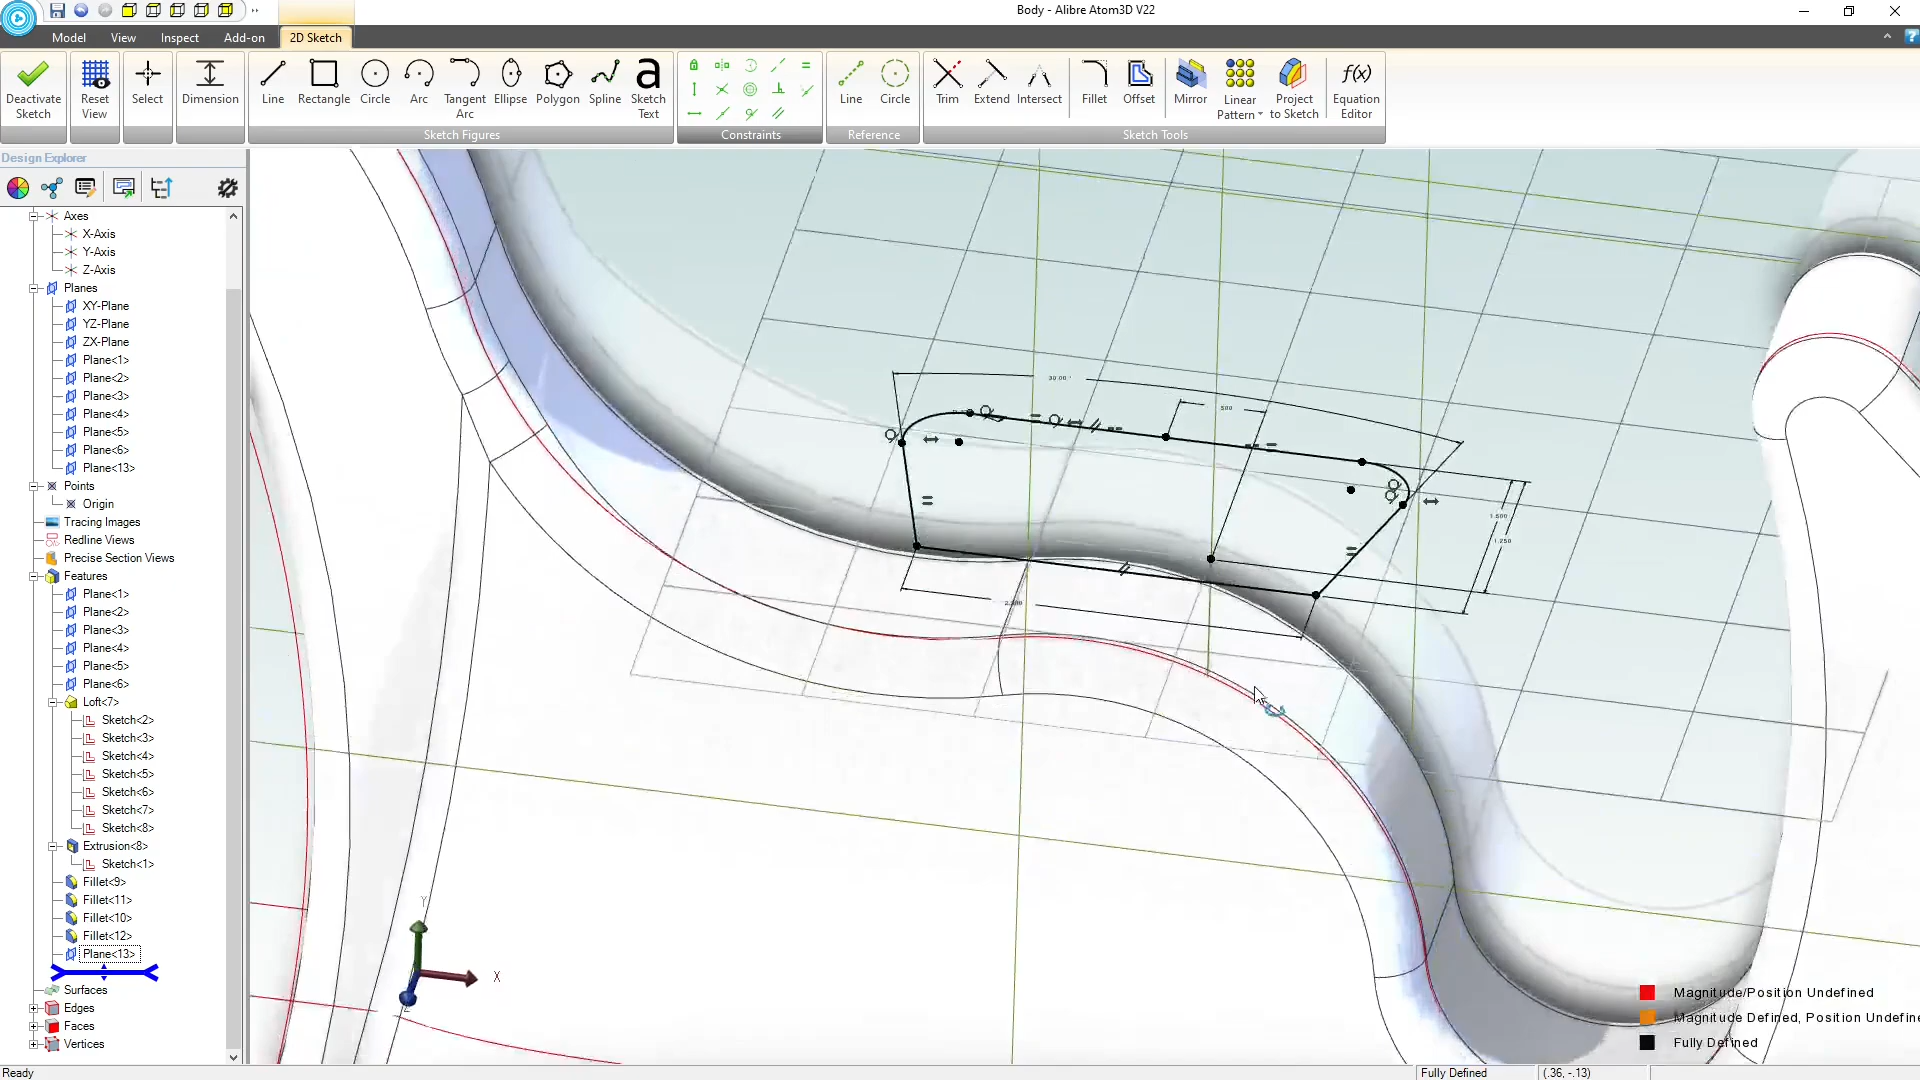 Body - Alibre Atom3D V22
Model View Inspect Add-on 2D Sketch
Deactivate Sketch
Reset View
Select
Dimension
Line
Rectangle
Circle
Arc
Tangent Arc
Ellipse
Polygon
Spline
Sketch Text
Sketch Figures
Constraints
Line
Circle
Reference
Trim
Extend
Intersect
Fillet
Offset
Mirror
Linear Pattern
Project to Sketch
Equation Editor
f(x)
Sketch Tools
Design Explorer
Axes
X-Axis
Y-Axis
Z-Axis
Planes
XY-Plane
YZ-Plane
ZX-Plane
Plane<1>
Plane<2>
Plane<3>
Plane<4>
Plane<5>
Plane<6>
Plane<13>
Points
Origin
Tracing Images
Redline Views
Precise Section Views
Features
Plane<1>
Plane<2>
Plane<3>
Plane<4>
Plane<5>
Plane<6>
Loft<7>
Sketch<2>
Sketch<3>
Sketch<4>
Sketch<5>
Sketch<6>
Sketch<7>
Sketch<8>
Extrusion<8>
Sketch<1>
Fillet<9>
Fillet<11>
Fillet<10>
Fillet<12>
Plane<13>
Surfaces
Edges
Faces
Vertices
30.00 °
.500
1.500
1.250
Y
X
Z
Magnitude/Position Undefined
Magnitude Defined, Position Undefine
Fully Defined
Ready
Fully Defined
(.36, -.13)